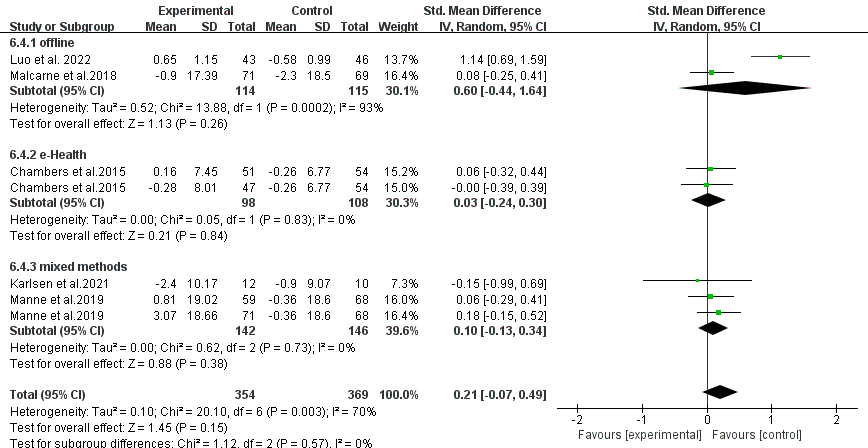 Experimental Control Std. Mean Difference Std. Mean Difference
Study or Subgroup Mean SD Total Mean SD Total Weight IV, Random, 95% CI IV, Random, 95% CI
6.4.1 offline
Luo et al. 2022 0.65 1.15 43 -0.58 0.99 46 13.7% 1.14 [0.69, 1.59]
Malcarne et al.2018 -0.9 17.39 71 -2.3 18.5 69 16.4% 0.08 [-0.25, 0.41]
Subtotal (95% CI) 114 115 30.1% 0.60 [-0.44, 1.64]
Heterogeneity: Tau² = 0.52; Chi² = 13.88, df = 1 (P = 0.0002); I² = 93%
Test for overall effect: Z = 1.13 (P = 0.26)
6.4.2 e-Health
Chambers et al.2015 0.16 7.45 51 -0.26 6.77 54 15.2% 0.06 [-0.32, 0.44]
Chambers et al.2015 -0.28 8.01 47 -0.26 6.77 54 15.0% -0.00 [-0.39, 0.39]
Subtotal (95% CI) 98 108 30.3% 0.03 [-0.24, 0.30]
Heterogeneity: Tau² = 0.00; Chi² = 0.05, df = 1 (P = 0.83); I² = 0%
Test for overall effect: Z = 0.21 (P = 0.84)
6.4.3 mixed methods
Karlsen et al.2021 -2.4 10.17 12 -0.9 9.07 10 7.3% -0.15 [-0.99, 0.69]
Manne et al.2019 0.81 19.02 59 -0.36 18.6 68 16.0% 0.06 [-0.29, 0.41]
Manne et al.2019 3.07 18.66 71 -0.36 18.6 68 16.4% 0.18 [-0.15, 0.52]
Subtotal (95% CI) 142 146 39.6% 0.10 [-0.13, 0.34]
Heterogeneity: Tau² = 0.00; Chi² = 0.62, df = 2 (P = 0.73); I² = 0%
Test for overall effect: Z = 0.88 (P = 0.38)
Total (95% CI) 354 369 100.0% 0.21 [-0.07, 0.49]
Heterogeneity: Tau² = 0.10; Chi² = 20.10, df = 6 (P = 0.003); I² = 70%
Test for overall effect: Z = 1.45 (P = 0.15)
Test for subgroup differences: Chi² = 1.12, df = 2 (P = 0.57), I² = 0%
-2 -1 0 1 2
Favours [experimental] Favours [control]